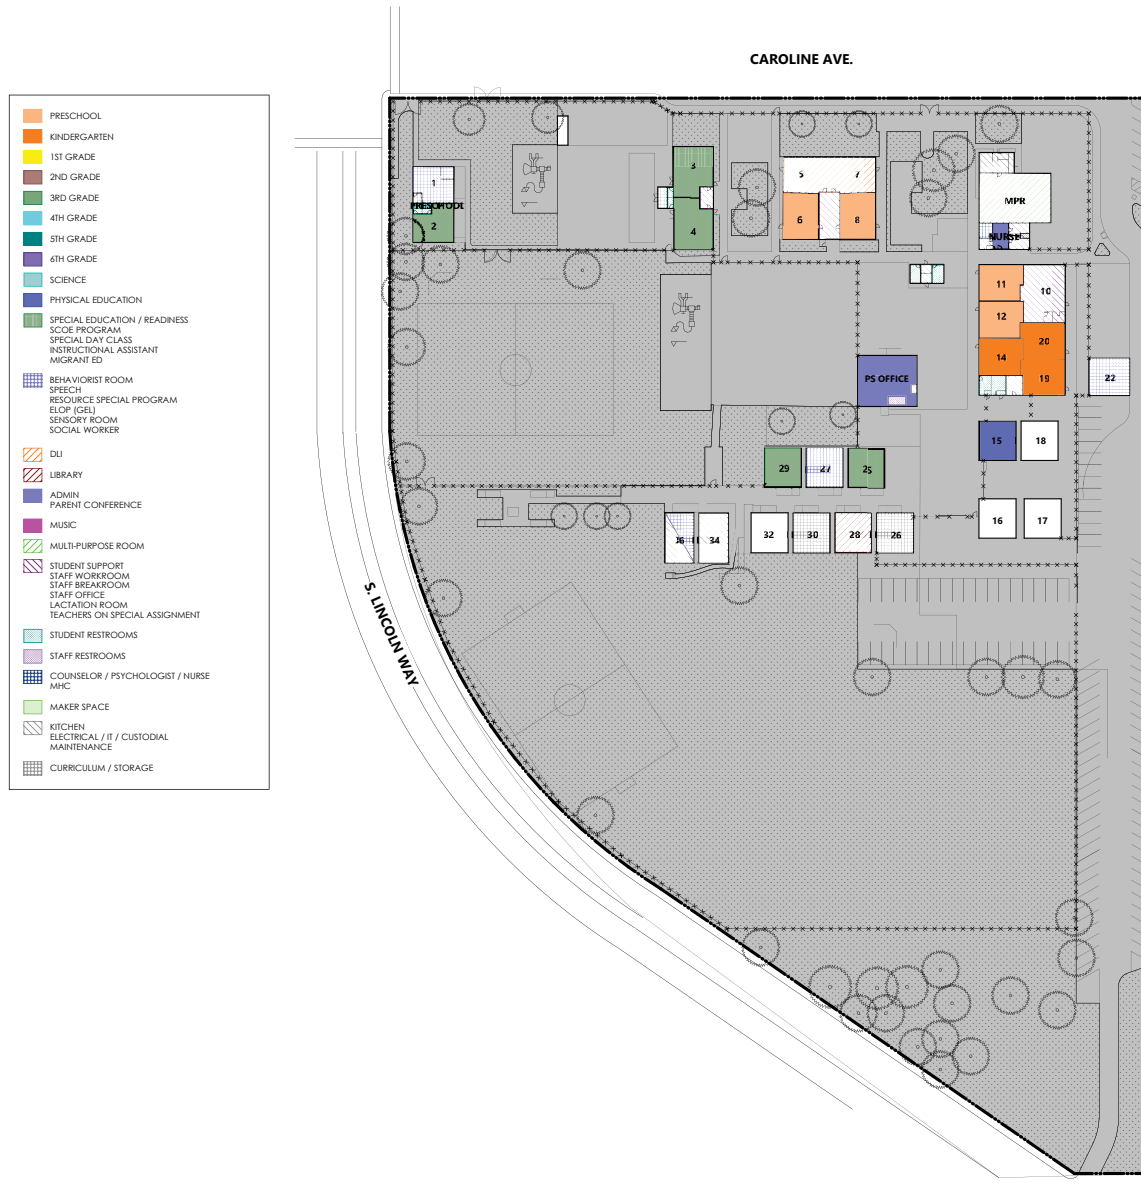 CAROLINE AVE.
PRESCHOOL
KINDERGARTEN
1ST GRADE
2ND GRADE
3RD GRADE
4TH GRADE
5TH GRADE
6TH GRADE
SCIENCE
PHYSICAL EDUCATION
SPECIAL EDUCATION / READINESS
SCOE PROGRAM
SPECIAL DAY CLASS
INSTRUCTIONAL ASSISTANT
MIGRANT ED
BEHAVIORIST ROOM
SPEECH
RESOURCE SPECIAL PROGRAM
ELOP (GEL)
SENSORY ROOM
SOCIAL WORKER
DLI
LIBRARY
ADMIN
PARENT CONFERENCE
MUSIC
MULTI-PURPOSE ROOM
STUDENT SUPPORT
STAFF WORKROOM
STAFF BREAKROOM
STAFF OFFICE
LACTATION ROOM
TEACHERS ON SPECIAL ASSIGNMENT
STUDENT RESTROOMS
STAFF RESTROOMS
COUNSELOR / PSYCHOLOGIST / NURSE
MHC
MAKER SPACE
KITCHEN
ELECTRICAL / IT / CUSTODIAL
MAINTENANCE
CURRICULUM / STORAGE
1
PRESCHOOL
2
3
4
5
7
6
8
MPR
NURSE
11
10
12
20
14
19
PS OFFICE
22
15
18
29
27
25
16
17
36
34
32
30
28
26
S. LINCOLN WAY